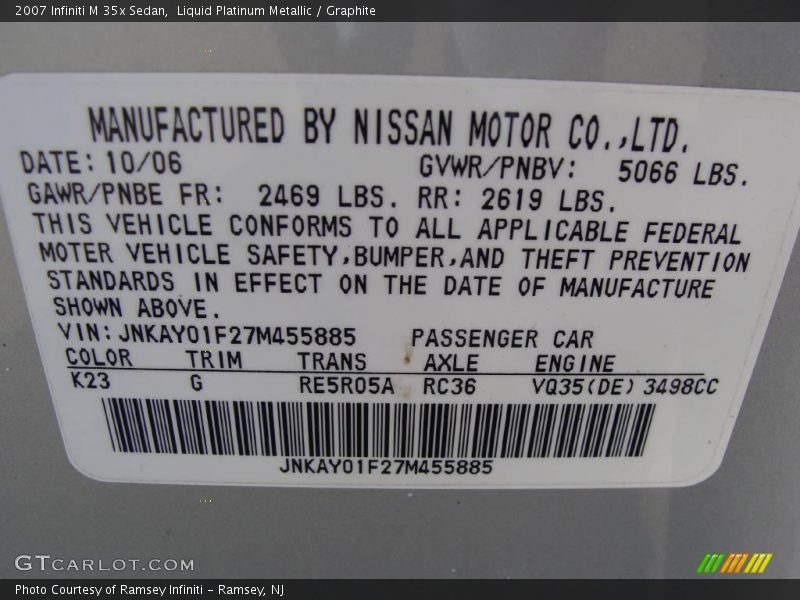 2007 Infiniti M 35x Sedan,  Liquid Platinum Metallic / Graphite
MANUFACTURED BY NISSAN MOTOR CO.,LTD.
DATE: 10/06 GVWR/PNBV: 5066 LBS.
GAWR/PNBE FR: 2469 LBS. RR: 2619 LBS.
THIS VEHICLE CONFORMS TO ALL APPLICABLE FEDERAL
MOTER VEHICLE SAFETY,BUMPER,AND THEFT PREVENTION
STANDARDS IN EFFECT ON THE DATE OF MANUFACTURE
SHOWN ABOVE.
VIN: JNKAY01F27M455885 PASSENGER CAR
COLOR TRIM TRANS AXLE ENGINE
K23 G RE5R05A RC36 VQ35(DE) 3498CC
JNKAY01F27M455885
GTCARLOT.COM
Photo Courtesy of Ramsey Infiniti – Ramsey, NJ